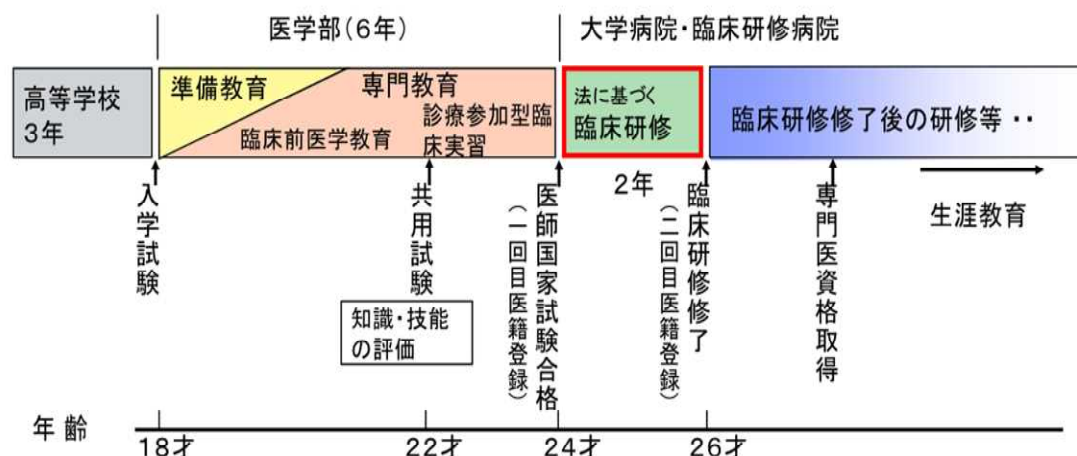 医学部（6年）
大学病院・臨床研修病院
高等学校
3年
準備教育
専門教育
臨床前医学教育
診療参加型臨
床実習
法に基づく
臨床研修
臨床研修修了後の研修等・・
2年
生涯教育
入学試験
共用試験
知識・技能
の評価
医師国家試験合格
（一回目医籍登録）
臨床研修修了
（二回目医籍登録）
専門医資格取得
年齢
18才
22才
24才
26才